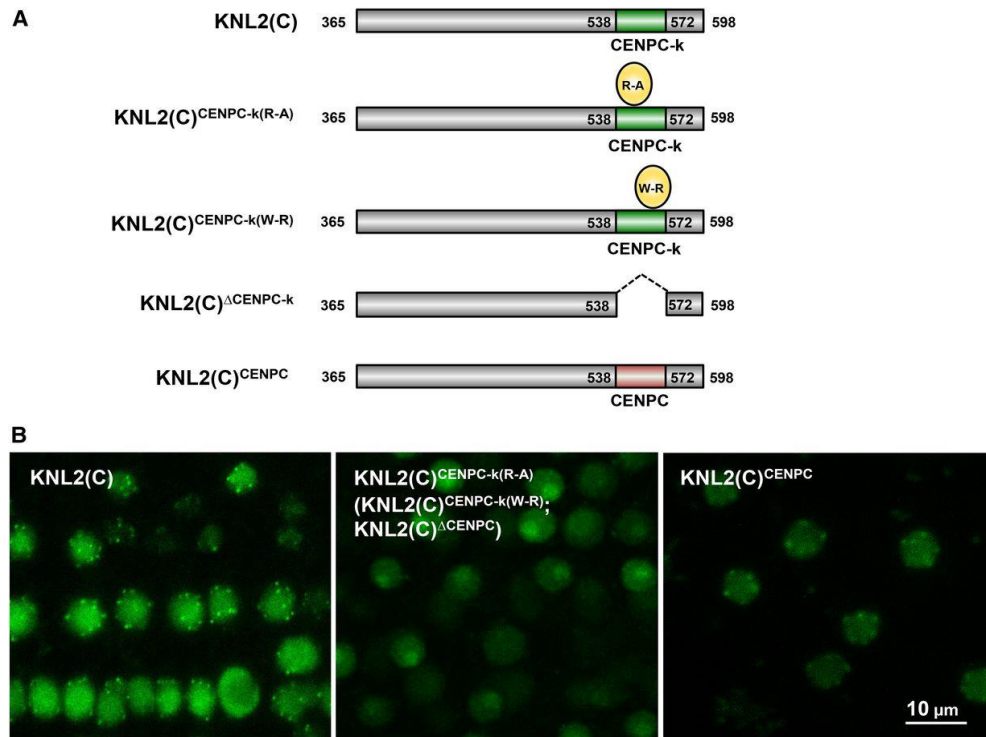 A
KNL2(C) 365 538 572 598
CENPC-k
R-A
KNL2(C)CENPC-k(R-A) 365 538 572 598
CENPC-k
W-R
KNL2(C)CENPC-k(W-R) 365 538 572 598
CENPC-k
KNL2(C)ΔCENPC-k 365 538 572 598
KNL2(C)CENPC 365 538 572 598
CENPC
B
KNL2(C)
KNL2(C)CENPC-k(R-A)
(KNL2(C)CENPC-k(W-R);
KNL2(C)ΔCENPC)
KNL2(C)CENPC
10 µm